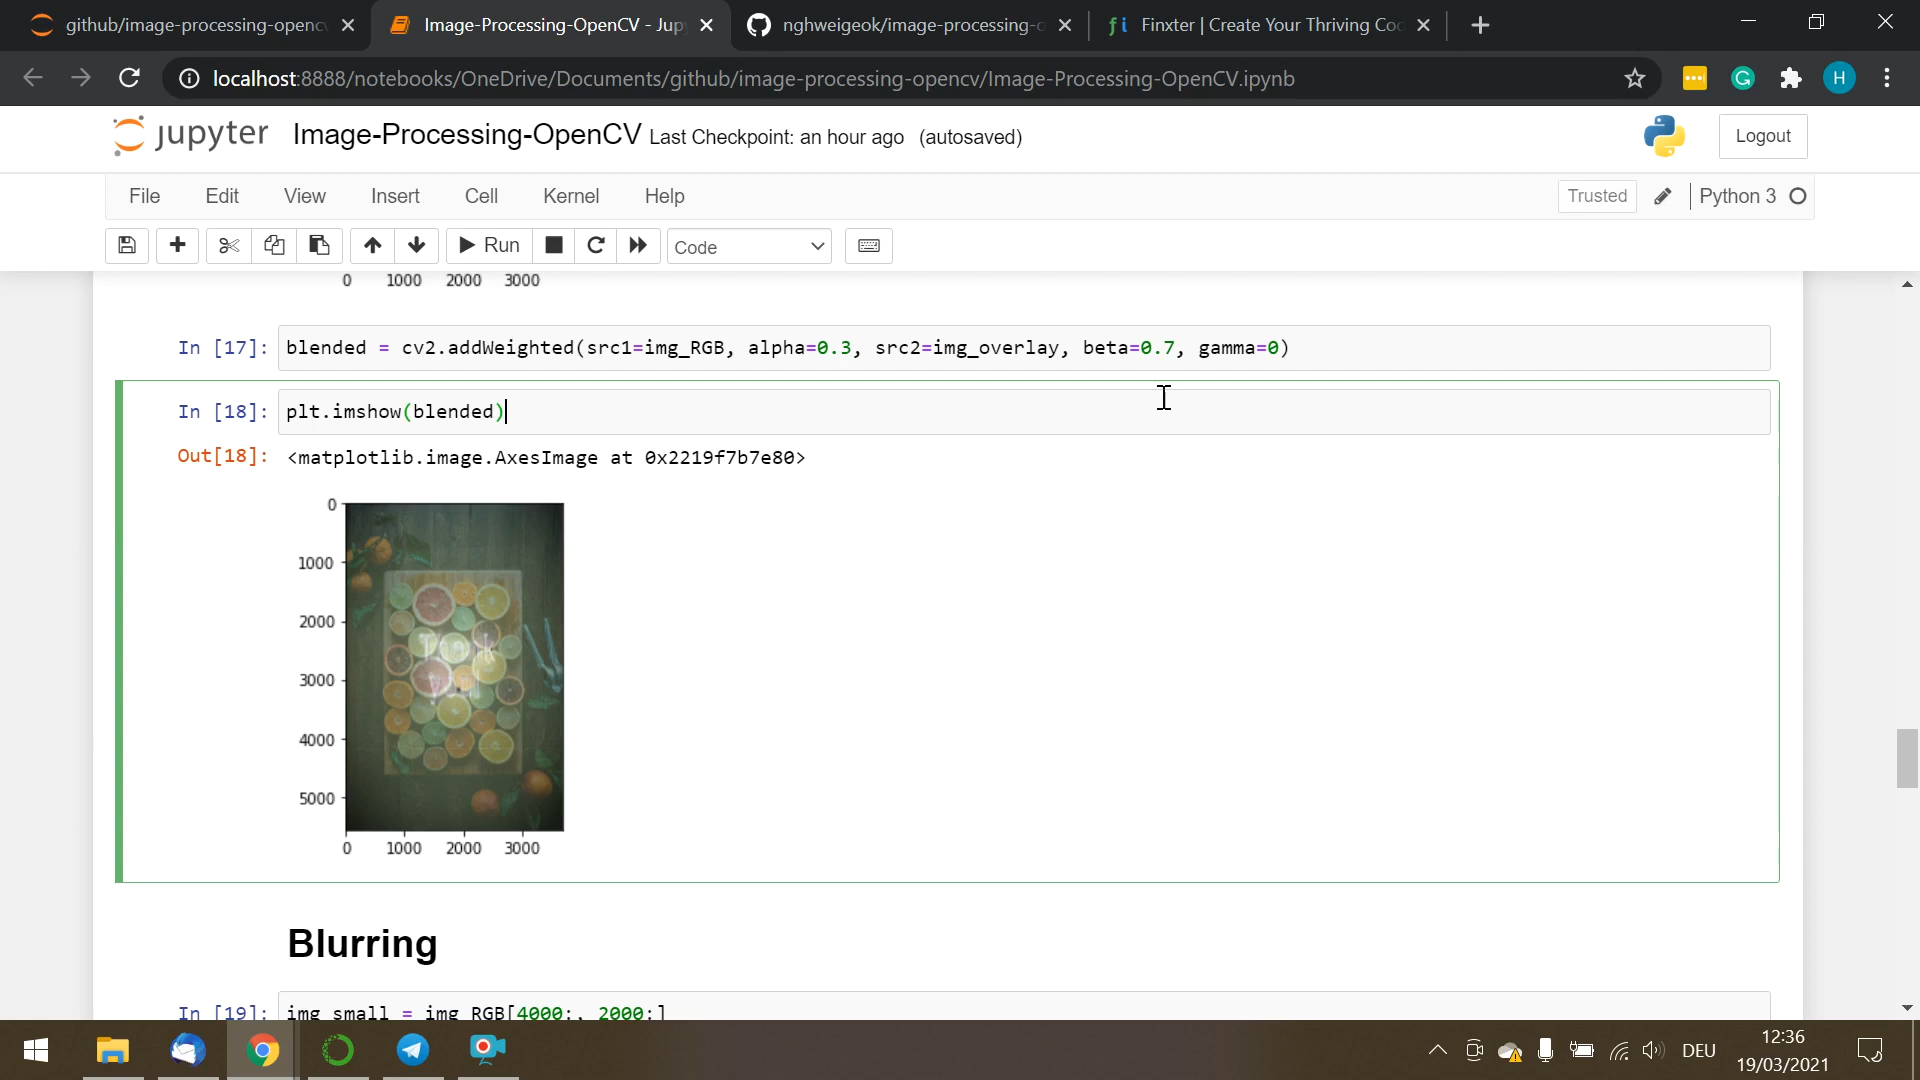 github/image-processing-openc
Image-Processing-OpenCV - Jup
nghweigeok/image-processing-o
Finxter | Create Your Thriving Coc
localhost:8888/notebooks/OneDrive/Documents/github/image-processing-opencv/Image-Processing-OpenCV.ipynb
H
jupyter Image-Processing-OpenCV Last Checkpoint: an hour ago (autosaved)
Logout
File Edit View Insert Cell Kernel Help
Trusted
Python 3
Run
Code
0 1000 2000 3000
In [17]: blended = cv2.addWeighted(src1=img_RGB, alpha=0.3, src2=img_overlay, beta=0.7, gamma=0)
In [18]: plt.imshow(blended)
Out[18]: <matplotlib.image.AxesImage at 0x2219f7b7e80>
0
1000
2000
3000
4000
5000
0 1000 2000 3000
Blurring
In [19]: img_small = img_RGB[4000:, 2000:]
DEU
12:36
19/03/2021